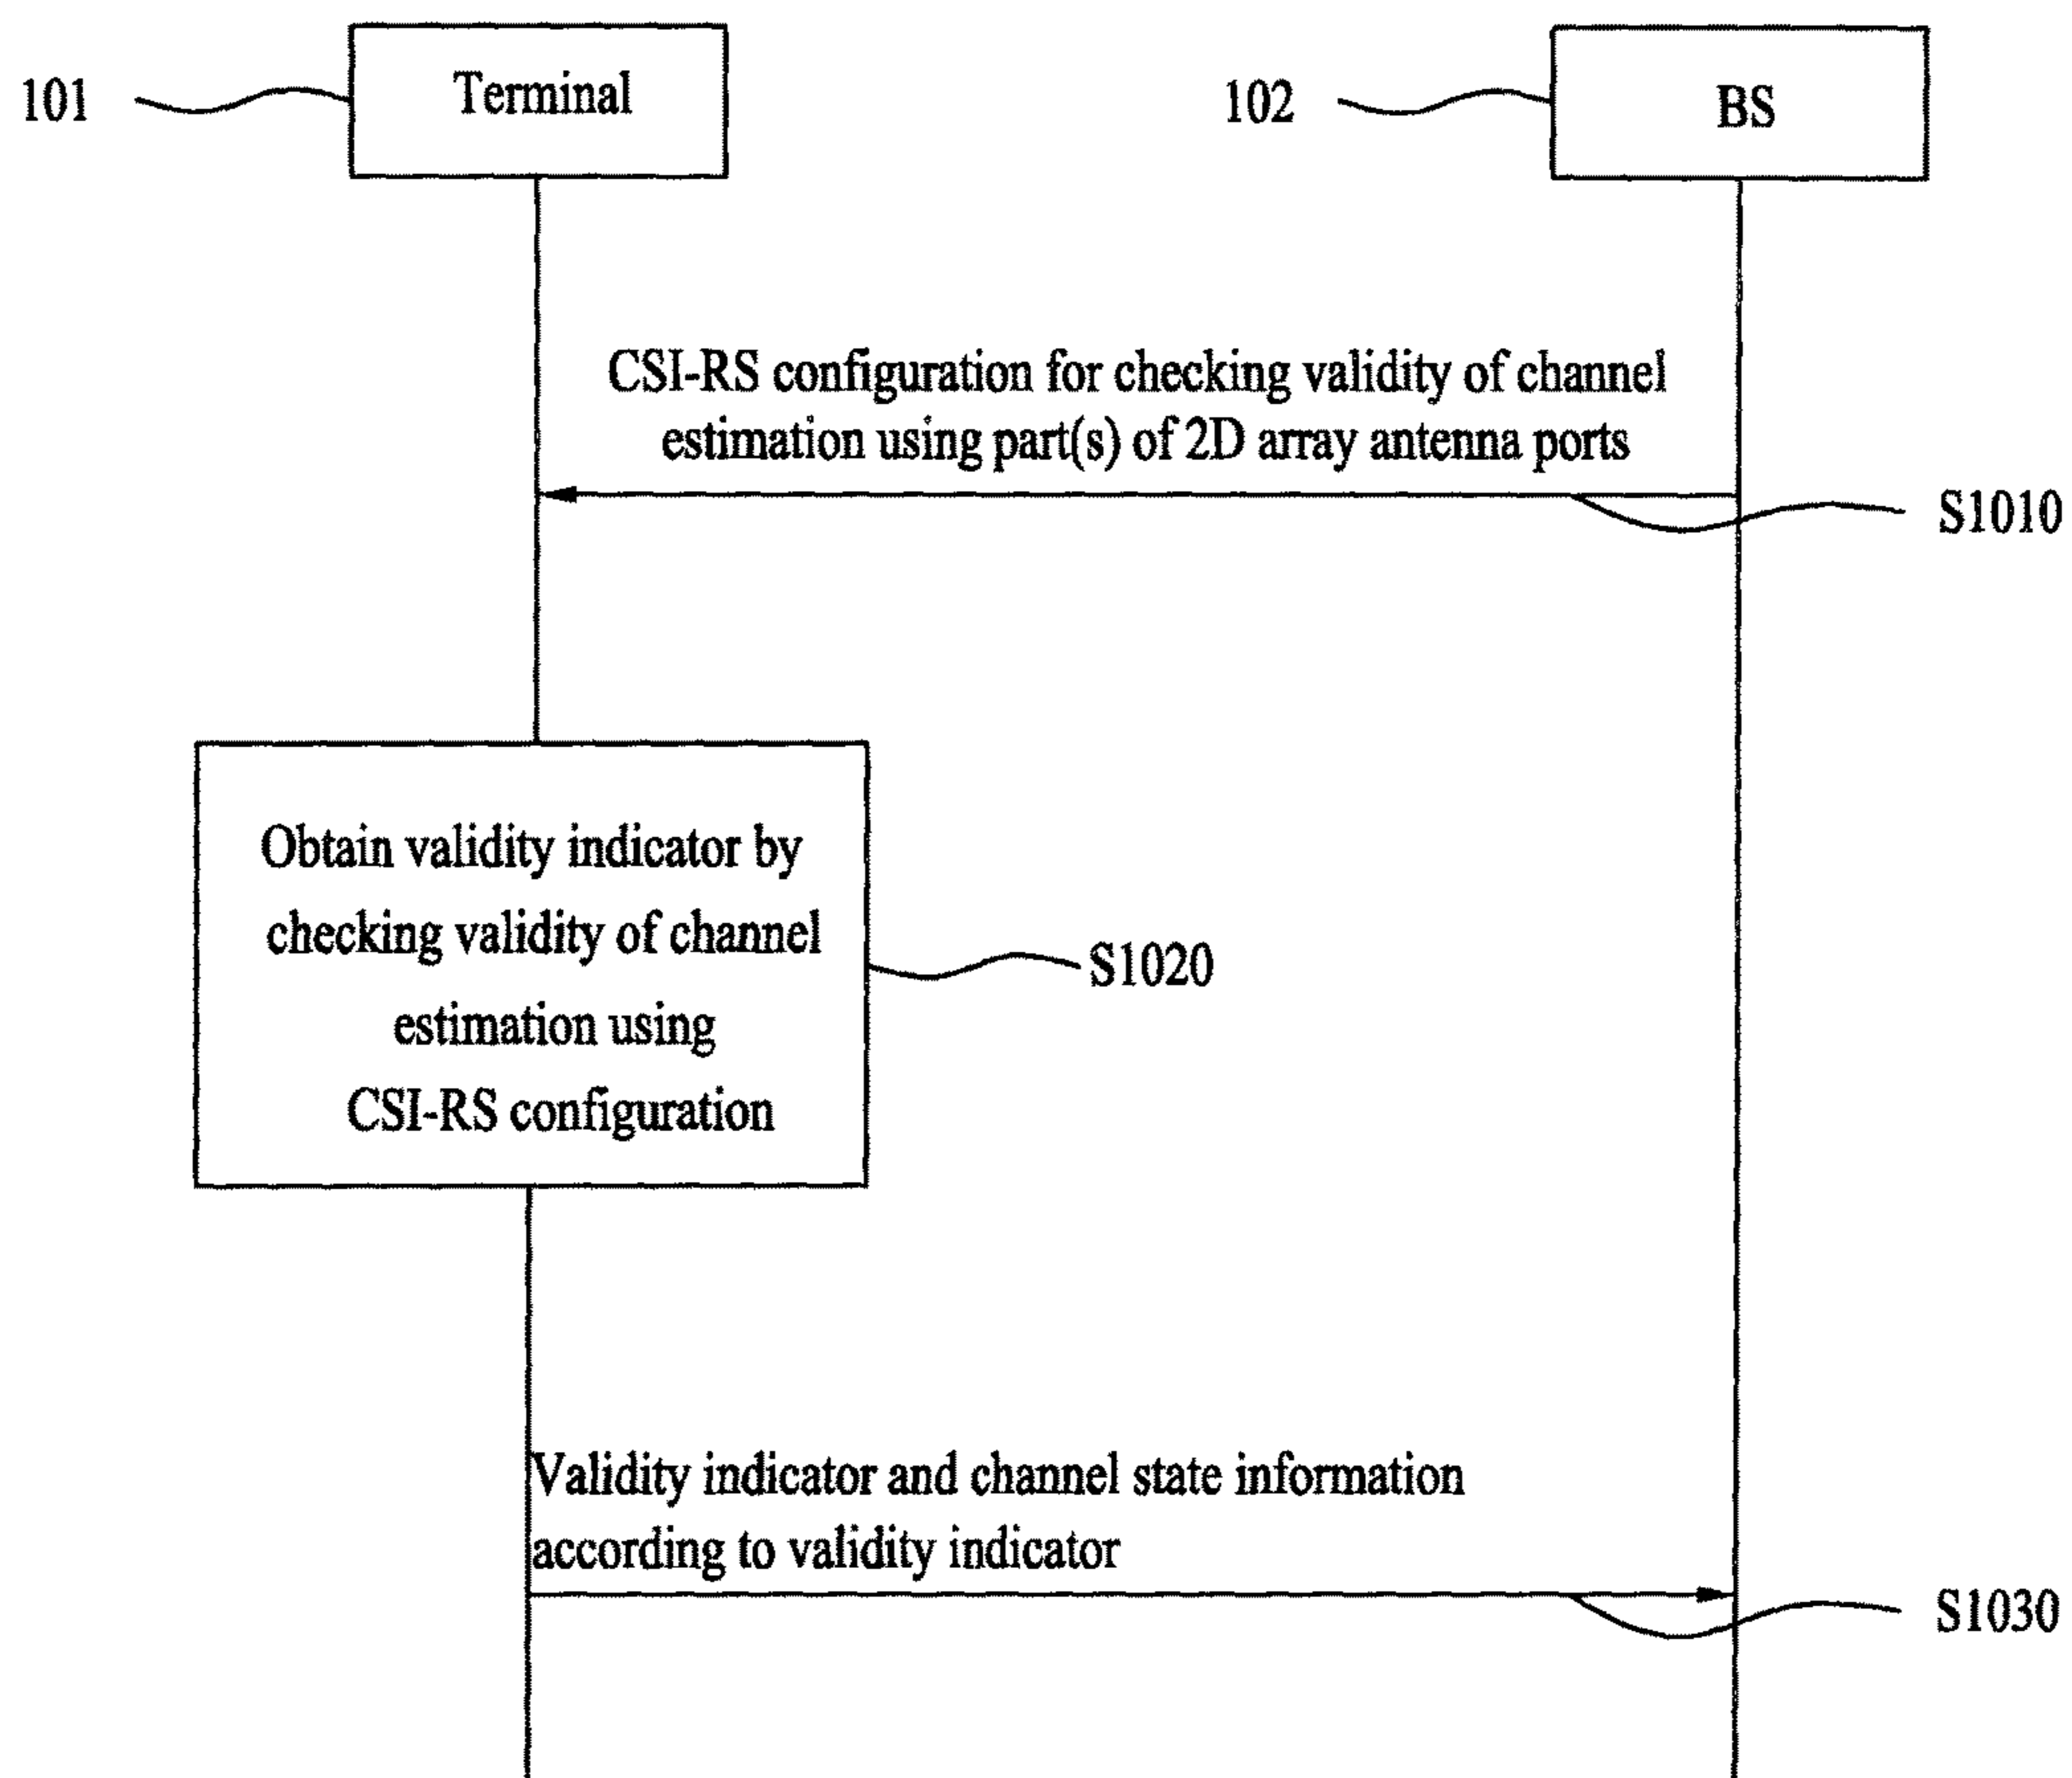 101
Terminal
102
BS
CSI-RS configuration for checking validity of channel
estimation using part(s) of 2D array antenna ports
S1010
Obtain validity indicator by
checking validity of channel
estimation using
CSI-RS configuration
S1020
Validity indicator and channel state information
according to validity indicator
S1030